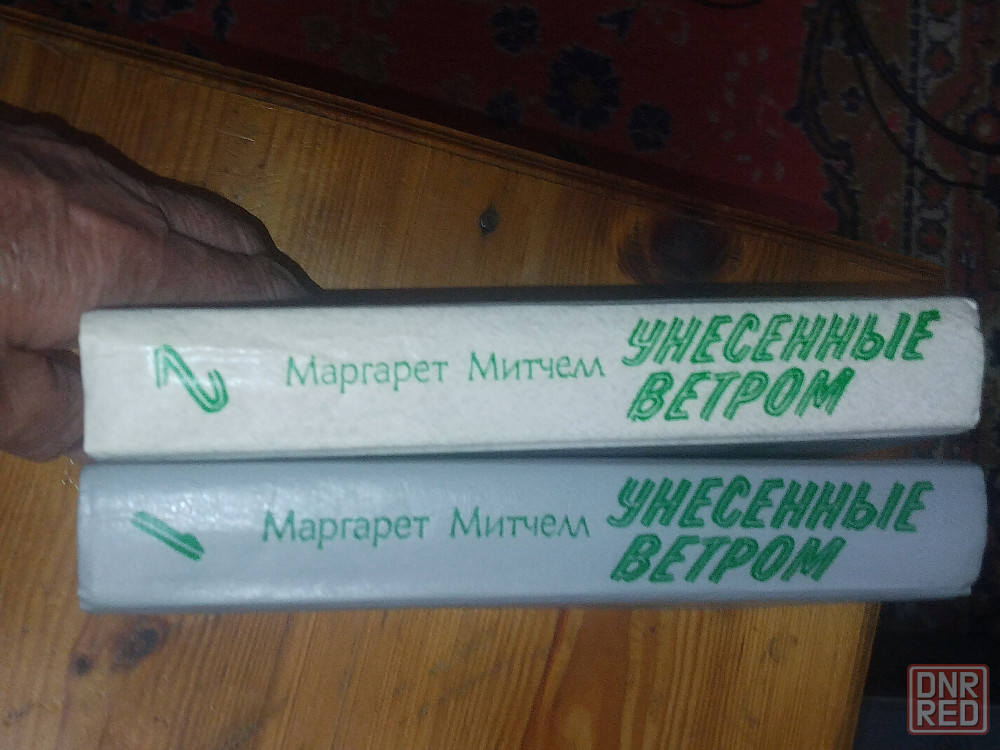 2
Маргарет Митчелл
УНЕСЕННЫЕ
ВЕТРОМ
1
Маргарет Митчелл
УНЕСЕННЫЕ
ВЕТРОМ
DNR
RED